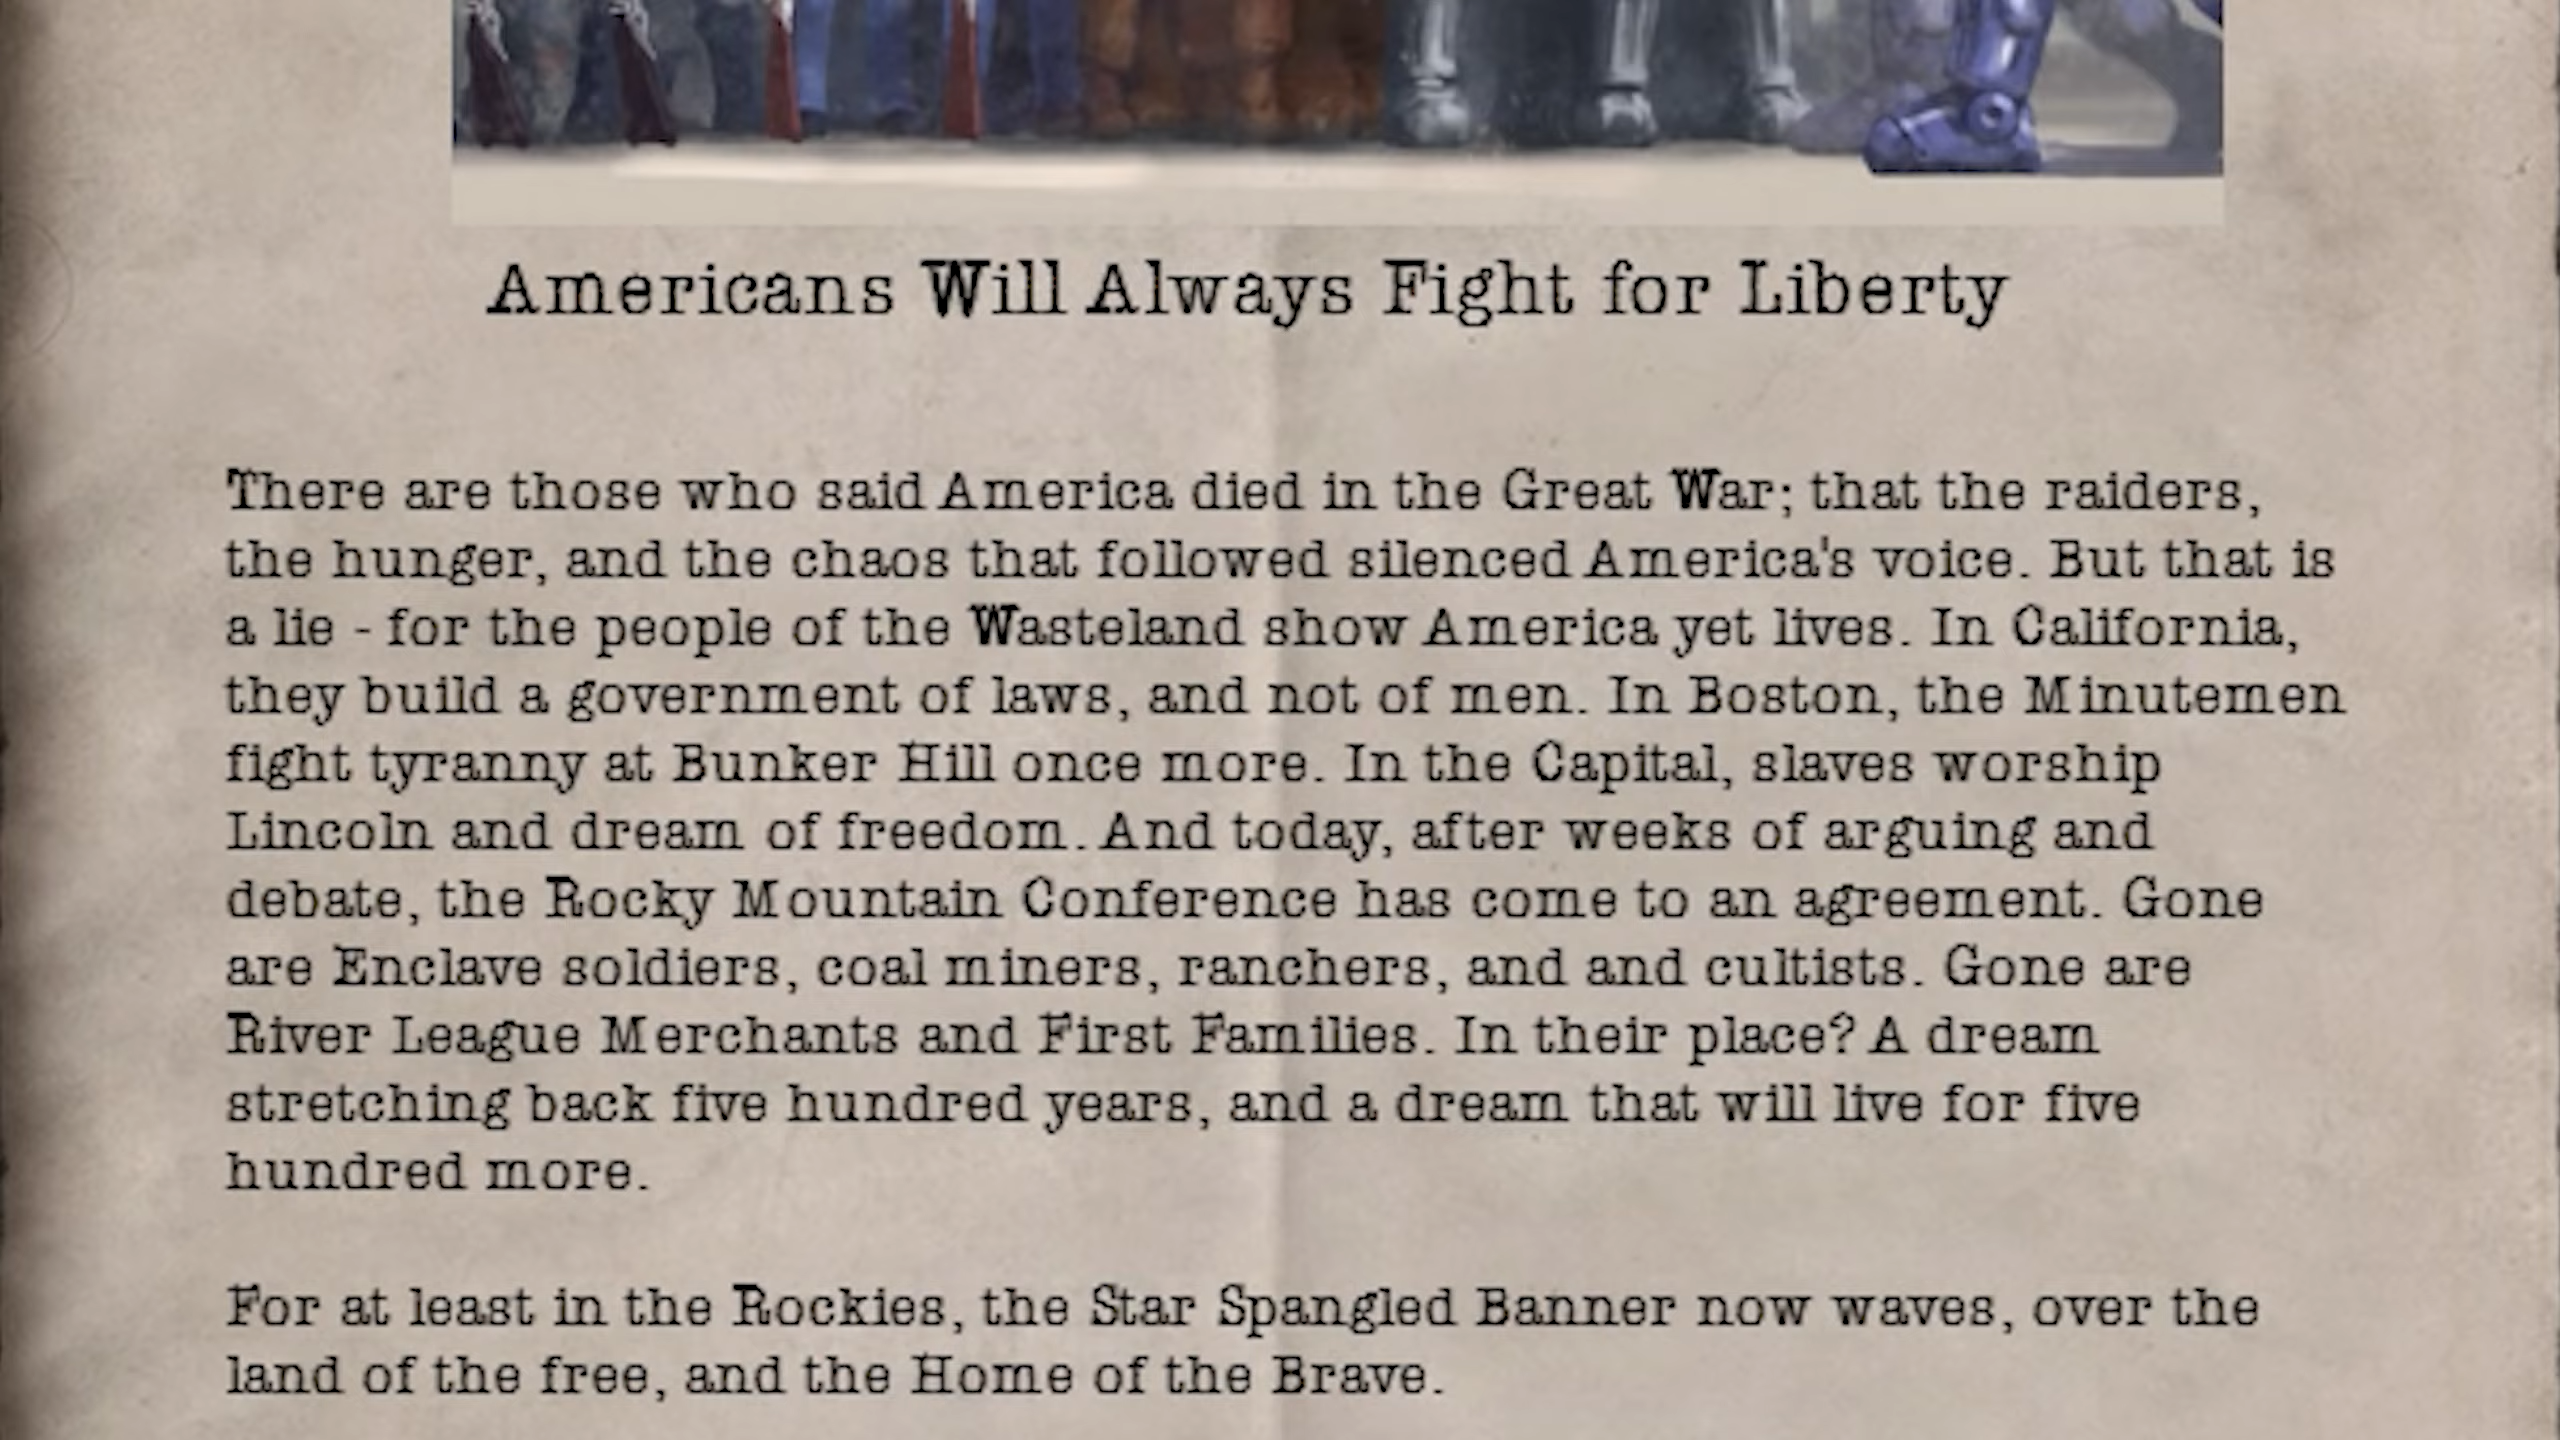 Americans Will Always Fight for Liberty
There are those who said America died in the Great War; that the raiders,
the hunger, and the chaos that followed silenced America's voice. But that is
a lie - for the people of the Wasteland show America yet lives. In California,
they build a government of laws, and not of men. In Boston, the Minutemen
fight tyranny at Bunker Hill once more. In the Capital, slaves worship
Lincoln and dream of freedom. And today, after weeks of arguing and
debate, the Rocky Mountain Conference has come to an agreement. Gone
are Enclave soldiers, coal miners, ranchers, and and cultists. Gone are
River League Merchants and First Families. In their place? A dream
stretching back five hundred years, and a dream that will live for five
hundred more.
For at least in the Rockies, the Star Spangled Banner now waves, over the
land of the free, and the Home of the Brave.